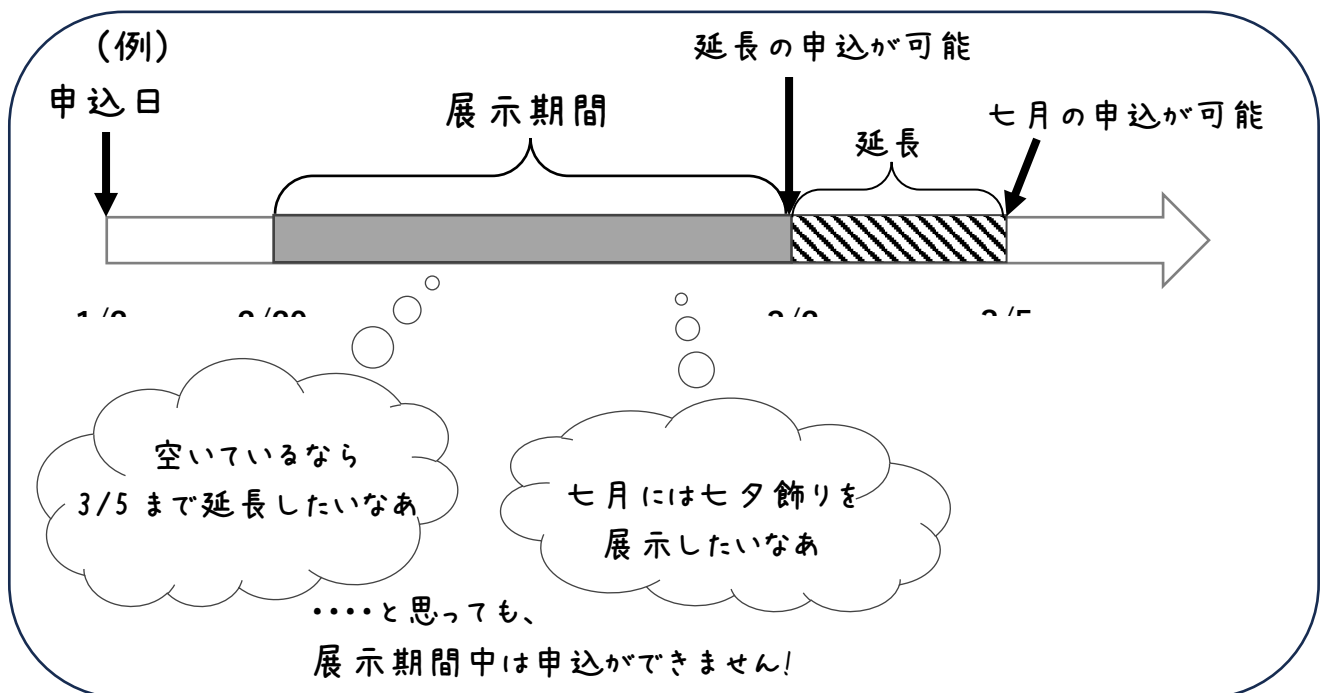 （例）
申込日
展示期間
延長の申込が可能
延長
七月の申込が可能
空いているなら
3/5 まで延長したいなあ
七月には七夕飾りを
展示したいなあ
・・・・と思っても、
展示期間中は申込ができません!